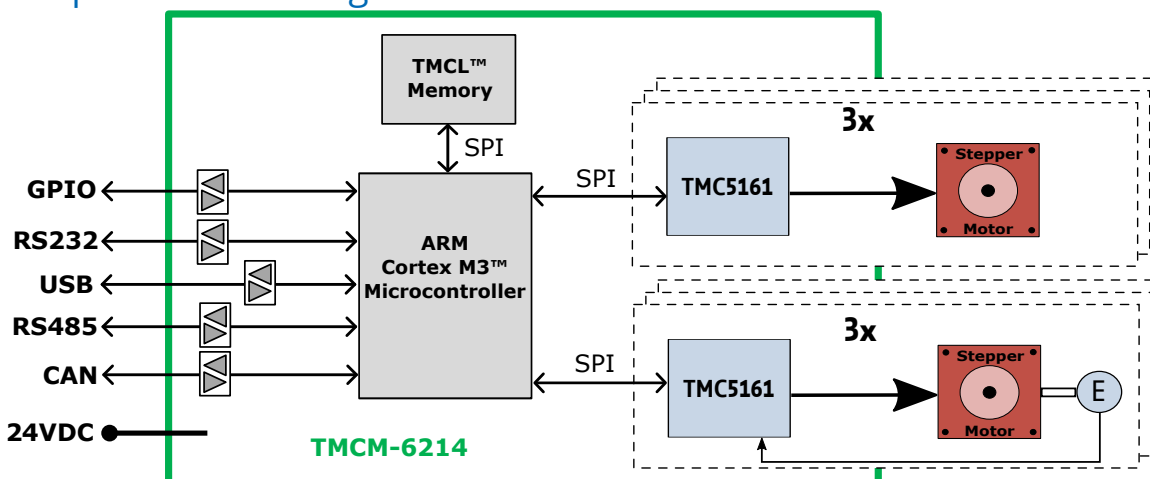 TMCL™
Memory
SPI
3x
GPIO
SPI
TMC5161
Stepper
Motor
RS232
ARM
Cortex M3™
Microcontroller
USB
RS485
3x
CAN
SPI
TMC5161
Stepper
Motor
E
24VDC
TMCM-6214